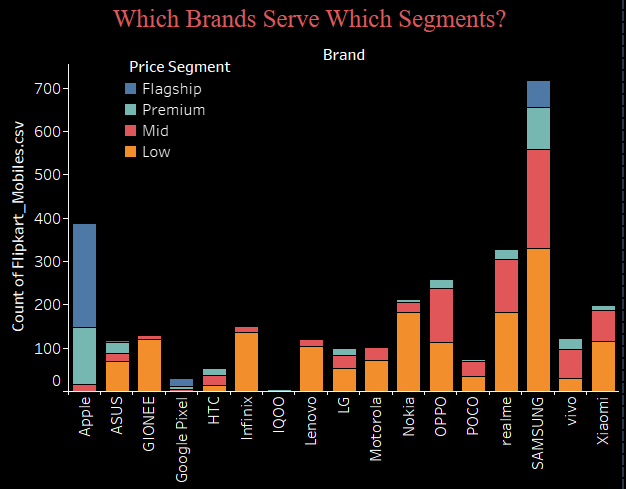 Which Brands Serve Which Segments?
Brand
Price Segment
Flagship
Premium
Mid
Low
Count of Flipkart_Mobiles.csv
700
600
500
400
300
200
100
0
Apple
ASUS
GIONEE
Google Pixel
HTC
Infinix
IQOO
Lenovo
LG
Motorola
Nokia
OPPO
POCO
realme
SAMSUNG
vivo
Xiaomi